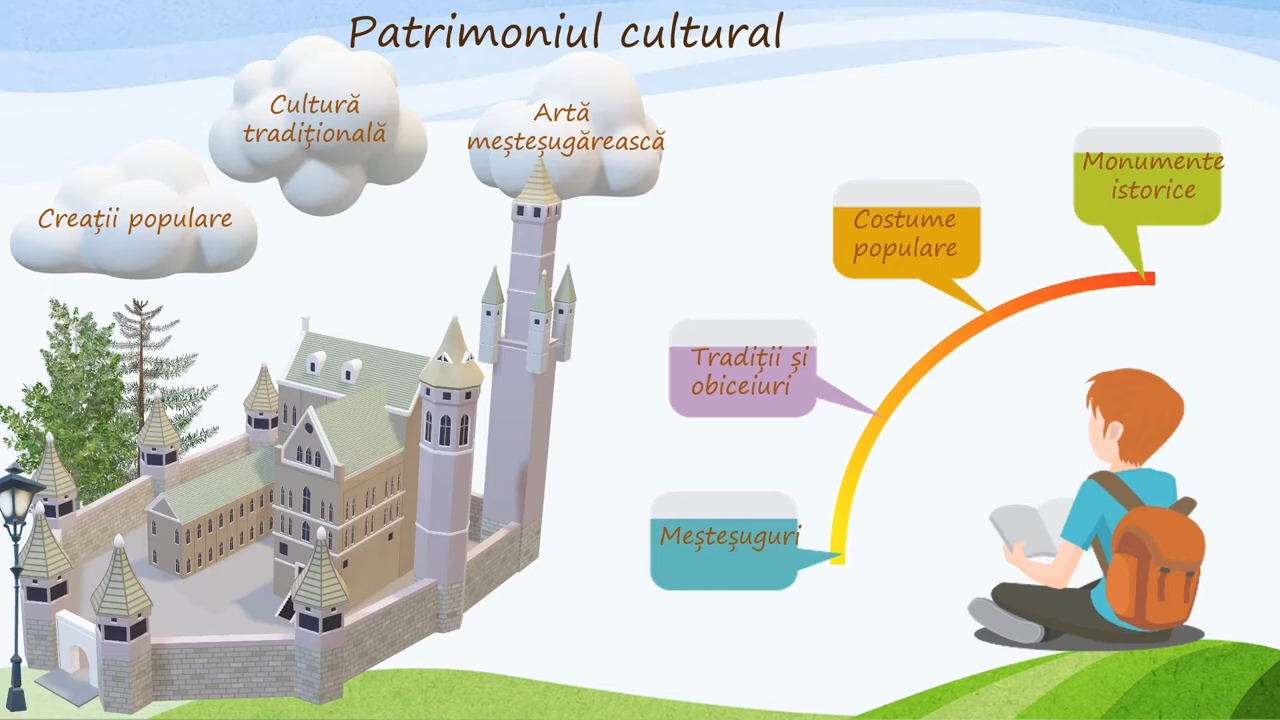 Patrimoniul cultural
Cultură
tradițională
Artă
meșteșugărească
Creații populare
Monumente
istorice
Costume
populare
Tradiții și
obiceiuri
Meșteșuguri